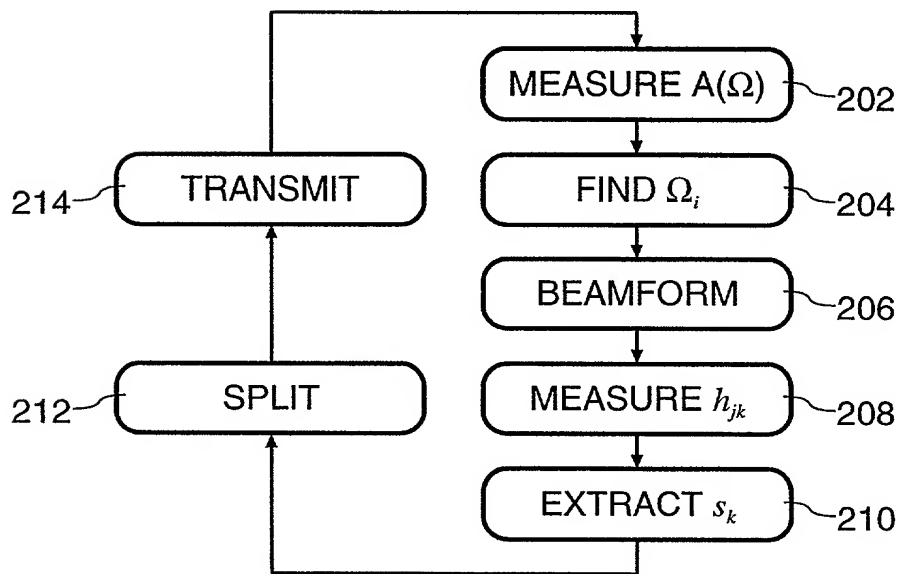 MEASURE A(Ω)
202
FIND Ωᵢ
204
BEAMFORM
206
MEASURE hⱼₖ
208
EXTRACT sₖ
210
SPLIT
212
TRANSMIT
214